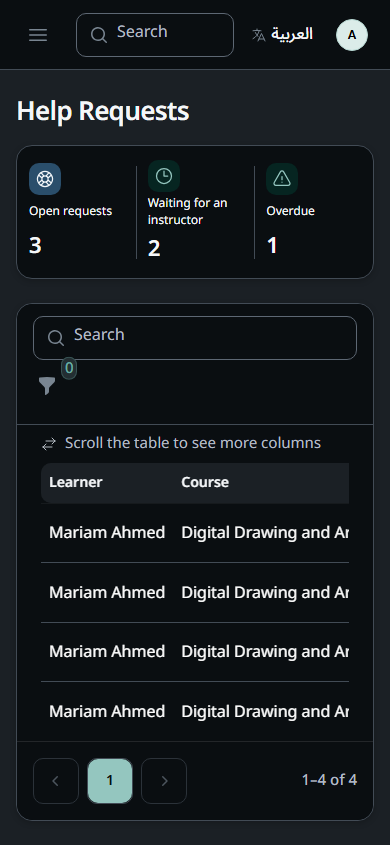 Search
العربية
A
Help Requests
Open requests
3
Waiting for an
instructor
2
Overdue
1
Search
0
Scroll the table to see more columns
Learner Course
Mariam Ahmed Digital Drawing and Ar
Mariam Ahmed Digital Drawing and Ar
Mariam Ahmed Digital Drawing and Ar
Mariam Ahmed Digital Drawing and Ar
1
1–4 of 4